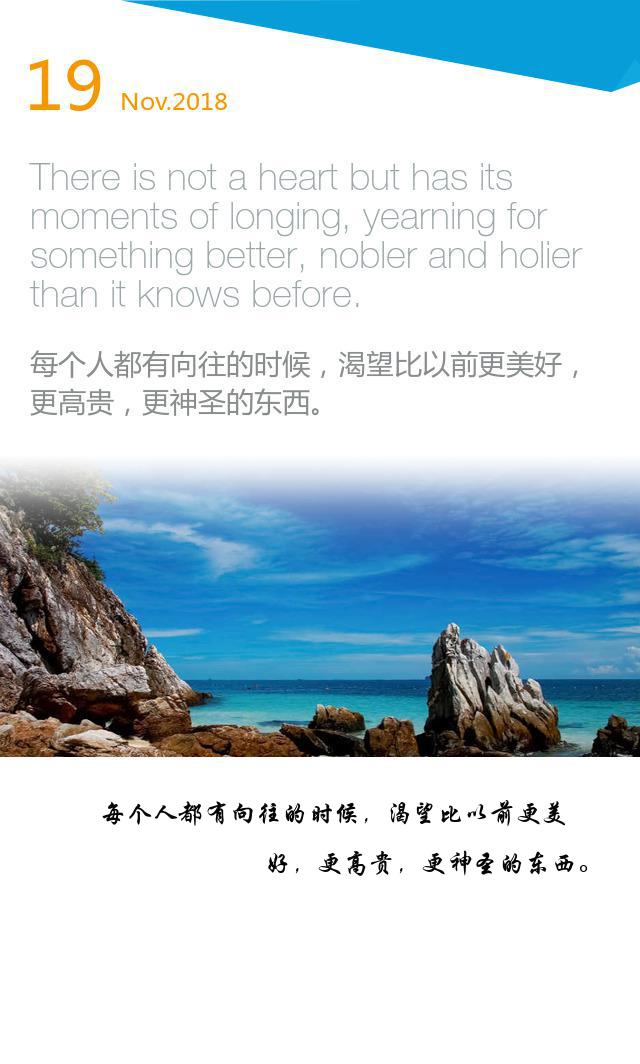 19 Nov.2018
There is not a heart but has its
moments of longing, yearning for
something better, nobler and holier
than it knows before.
每个人都有向往的时候，渴望比以前更美好，
更高贵，更神圣的东西。
每个人都有向往的时候，渴望比以前更美
好，更高贵，更神圣的东西。